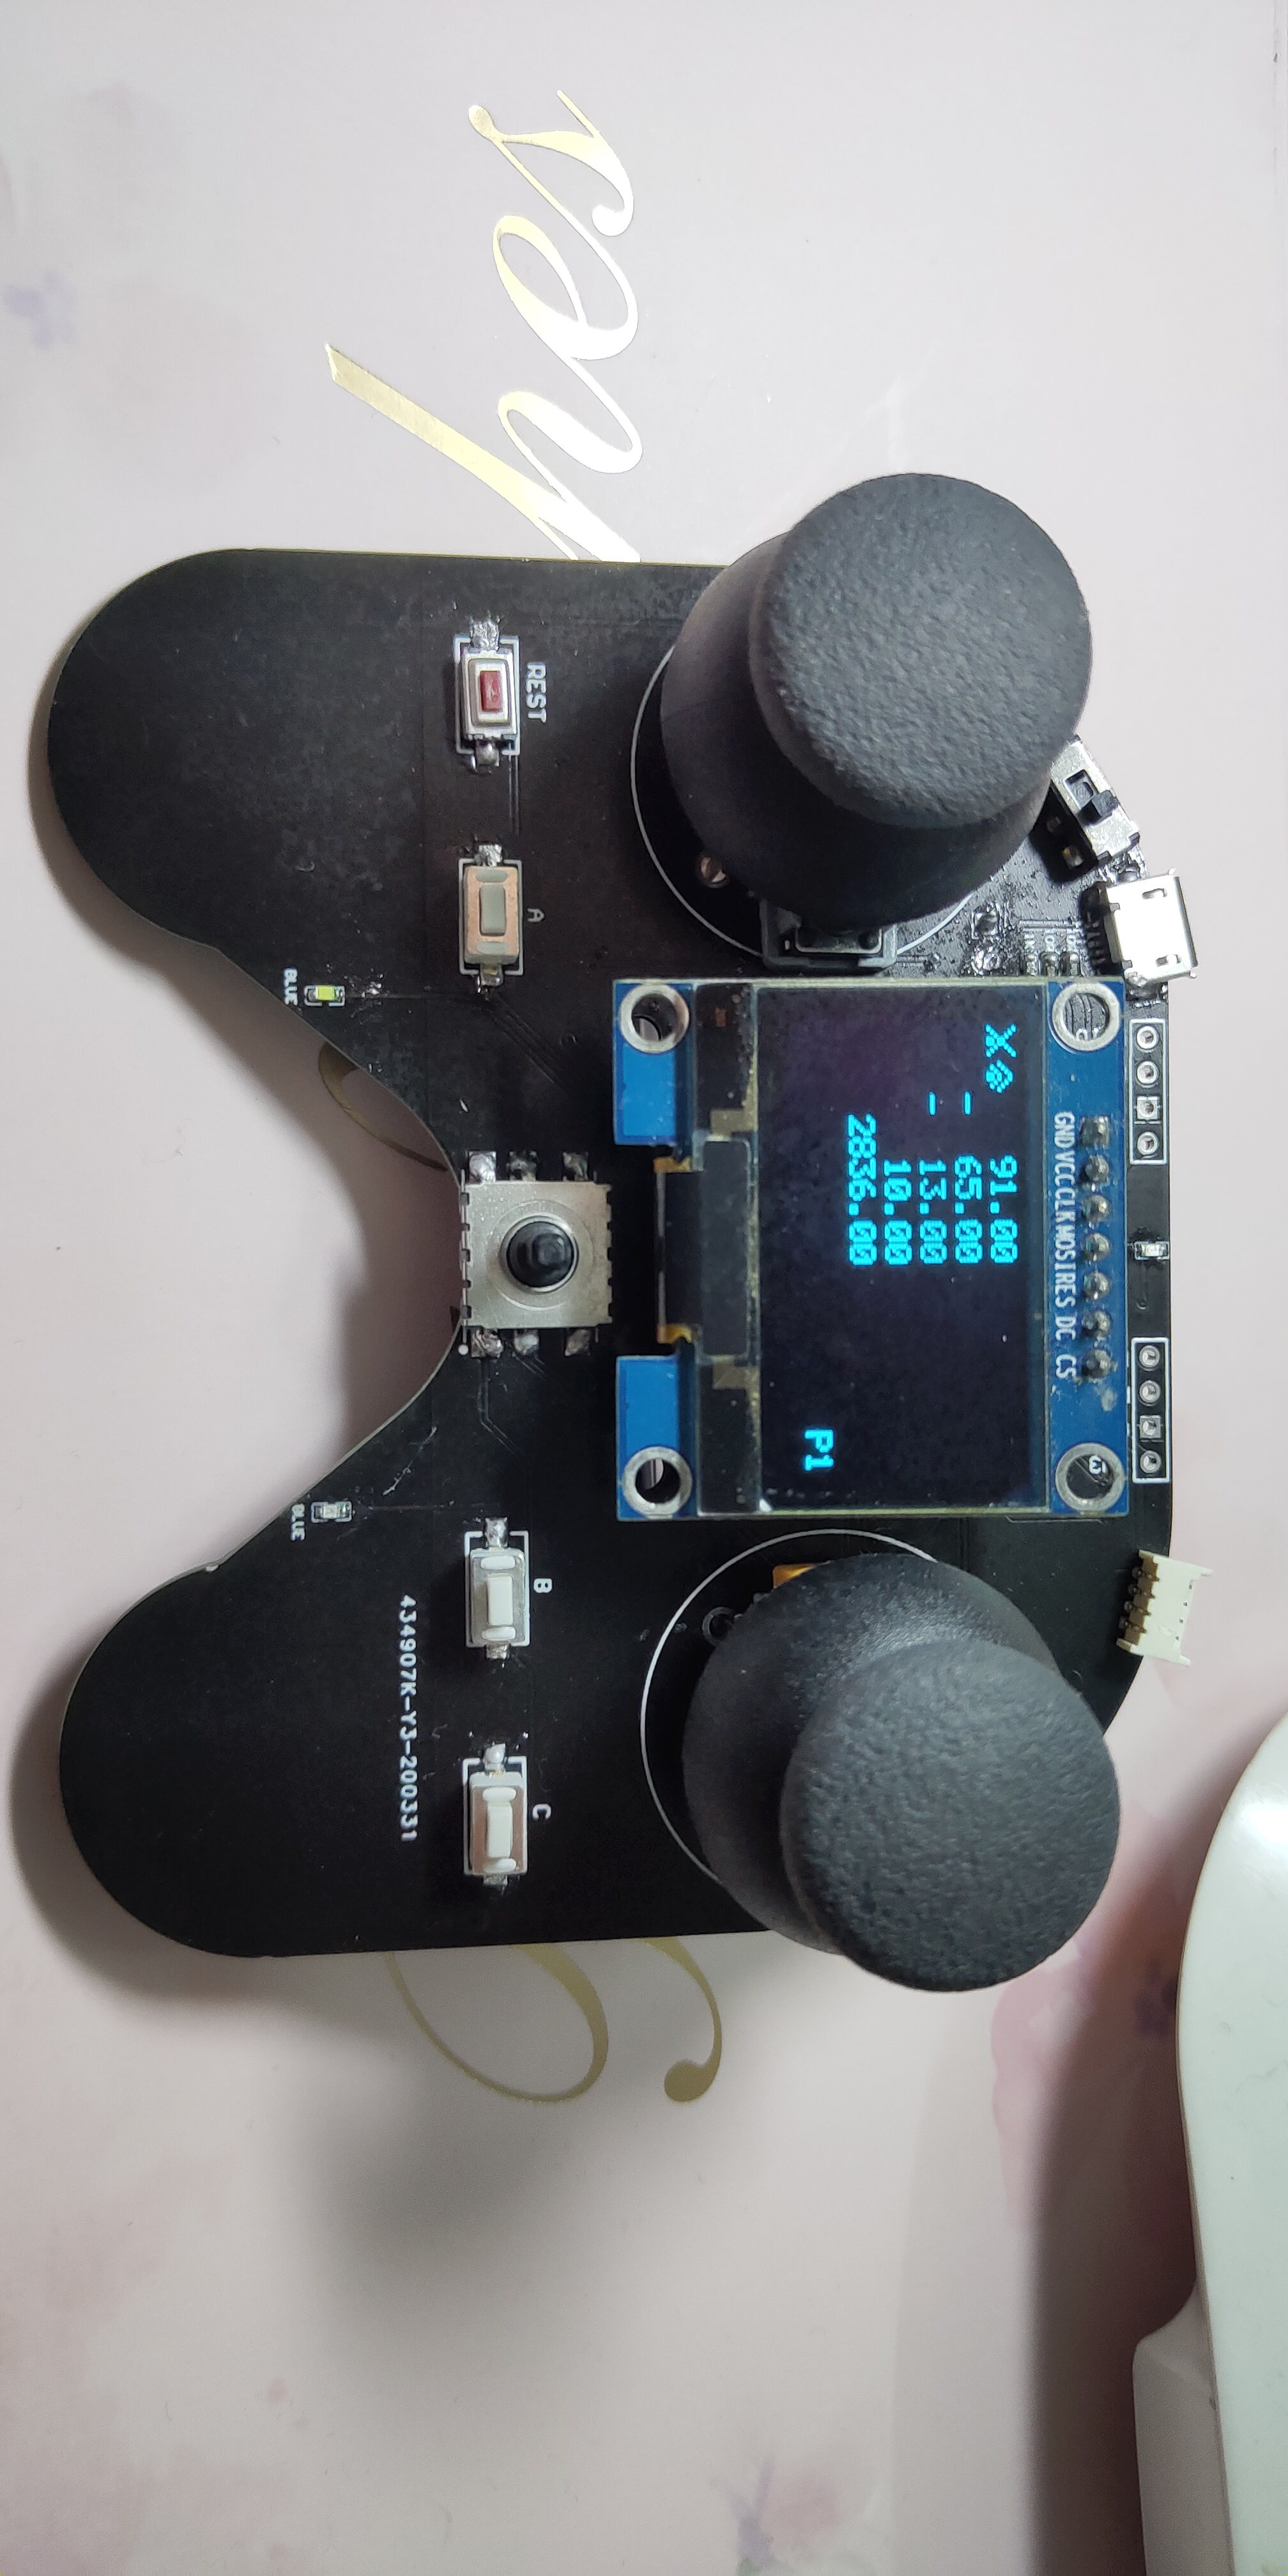 GND VCC CLK MOSI RES DC CS
91.00
- 65.00
- 13.00
10.00
2836.00
P1
REST
A
B
C
434907K-Y3-200331
BLUE
BLUE
hes